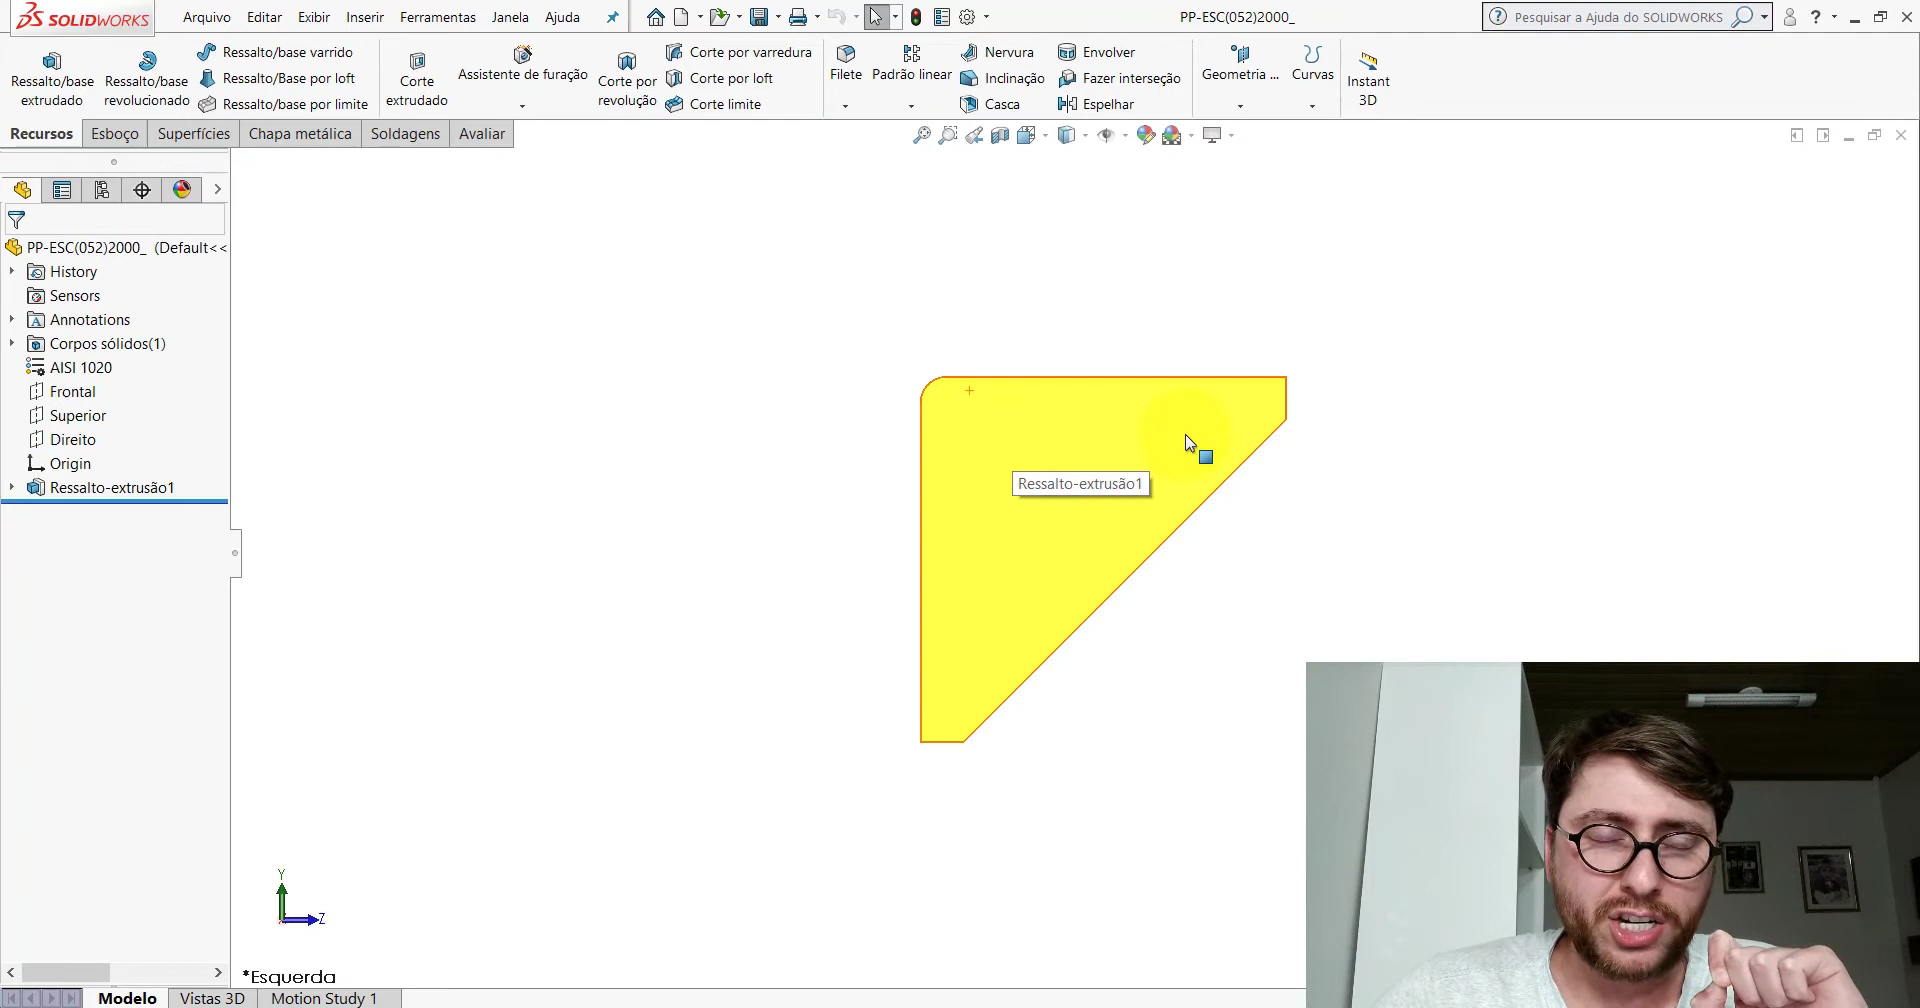 SOLIDWORKS
Arquivo Editar Exibir Inserir Ferramentas Janela Ajuda
PP-ESC(052)2000_
Pesquisar a Ajuda do SOLIDWORKS
?
Ressalto/base extrudado
Ressalto/base revolucionado
Ressalto/base varrido
Ressalto/Base por loft
Ressalto/base por limite
Corte extrudado
Assistente de furação
Corte por revolução
Corte por varredura
Corte por loft
Corte limite
Filete
Padrão linear
Nervura
Inclinação
Casca
Envolver
Fazer interseção
Espelhar
Geometria ...
Curvas
Instant 3D
Recursos Esboço Superfícies Chapa metálica Soldagens Avaliar
PP-ESC(052)2000_ (Default<<
History
Sensors
Annotations
Corpos sólidos(1)
AISI 1020
Frontal
Superior
Direito
Origin
Ressalto-extrusão1
Ressalto-extrusão1
Y
Z
*Esquerda
Modelo Vistas 3D Motion Study 1